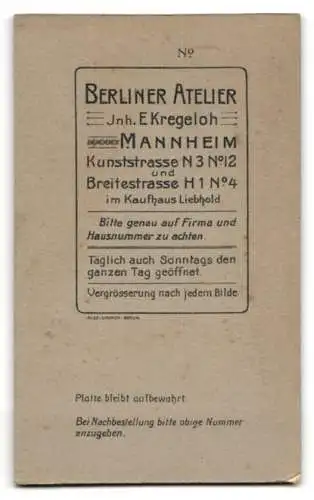 No
BERLINER ATELIER
Jnh. E Kregeloh
MANNHEIM
Kunststrasse N 3 No 12
und
Breitestrasse H 1 No 4
im Kaufhaus Liebhold
Bitte genau auf Firma und
Hausnummer zu achten
Täglich auch Sonntags den
ganzen Tag geöffnet.
Vergrösserung nach jedem Bilde
Platte bleibt aufbewahrt
Bei Nachbestellung bitte obige Nummer
anzugeben.